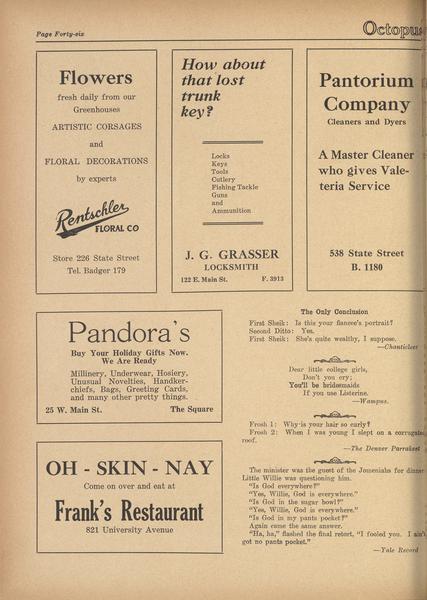 Page Forty-six
Octopus
Flowers
fresh daily from our
Greenhouses
ARTISTIC CORSAGES
and
FLORAL DECORATIONS
by experts
Rentschler
FLORAL CO
Store 226 State Street
Tel. Badger 179
How about
that lost
trunk
key?
Locks
Keys
Tools
Cutlery
Fishing Tackle
Guns
and
Ammunition
J. G. GRASSER
LOCKSMITH
122 E. Main St. F. 3913
Pantorium
Company
Cleaners and Dyers
A Master Cleaner
who gives Vale-
teria Service
538 State Street
B. 1180
Pandora's
Buy Your Holiday Gifts Now.
We Are Ready
Millinery, Underwear, Hosiery,
Unusual Novelties, Handker-
chiefs, Bags, Greeting Cards,
and many other pretty things.
25 W. Main St. The Square
OH - SKIN - NAY
Come on over and eat at
Frank's Restaurant
821 University Avenue
The Only Conclusion
First Sheik: Is this your fiancee's portrait?
Second Ditto: Yes.
First Sheik: She's quite wealthy, I suppose.
—Chanticleer
Dear little college girls,
Don't you cry;
You'll be bridesmaids
If you use Listerine.
—Wampus.
Frosh 1: Why is your hair so curly?
Frosh 2: When I was young I slept on a corrugated
roof.
—The Denver Parrakeet
The minister was the guest of the Jomeniahs for dinner
Little Willie was questioning him.
"Is God everywhere?"
"Yes, Willie, God is everywhere."
"Is God in the sugar bowl?"
"Yes, Willie, God is everywhere."
"Is God in my pants pocket?"
Again came the same answer.
"Ha, ha," flashed the final retort, "I fooled you. I ain't
got no pants pocket."
—Yale Record